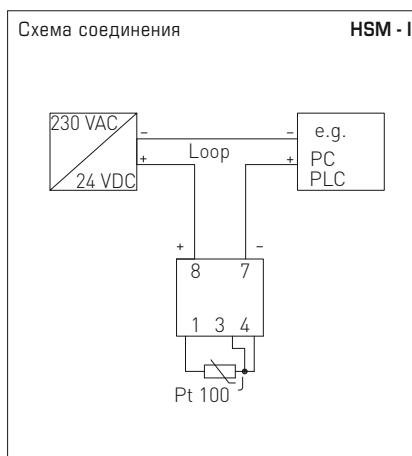 Схема соединения HSM - I
230 VAC
24 VDC
–
+
Loop
–
+
e.g.
PC
PLC
+
–
8 7
1 3 4
Pt 100